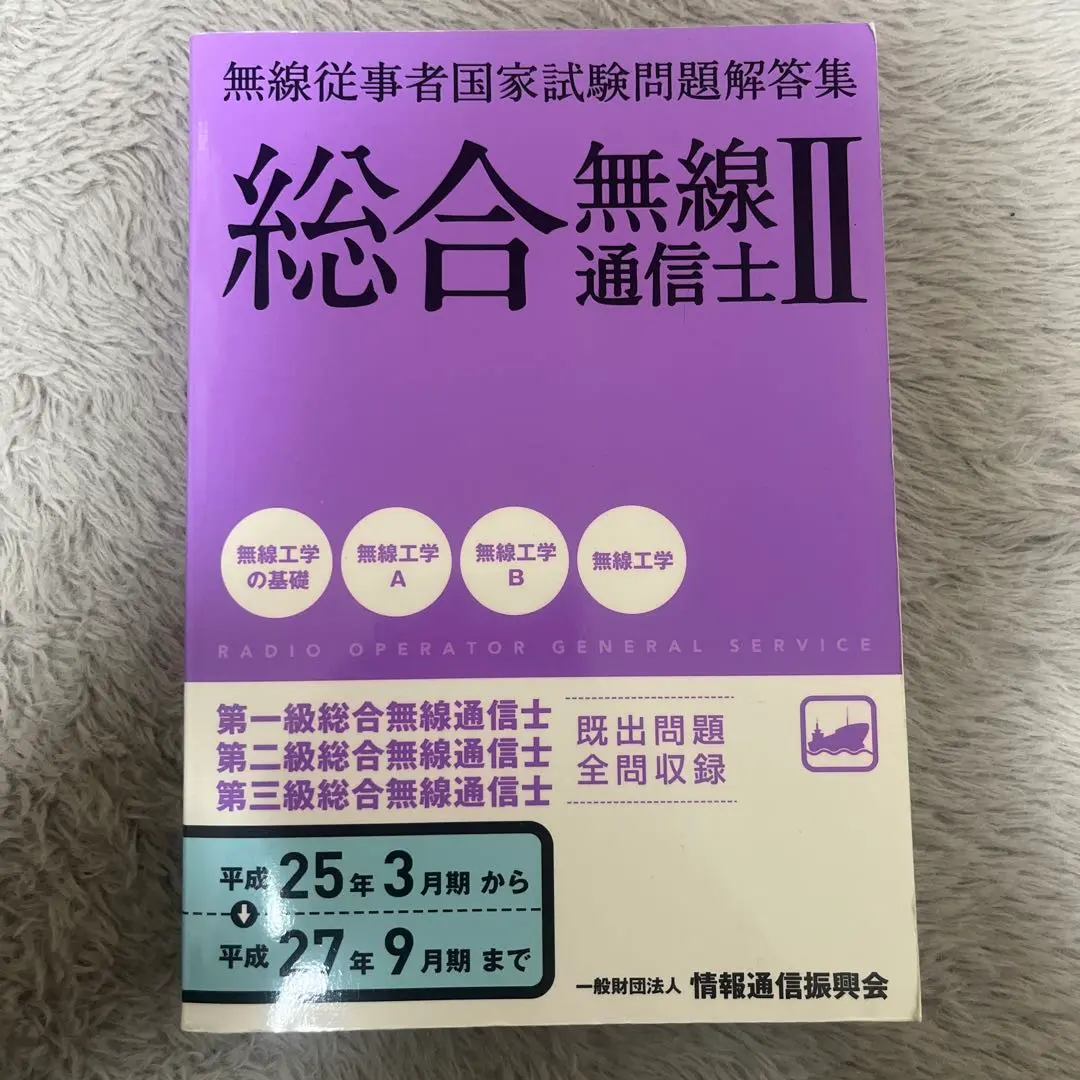 無線従事者国家試験問題解答集
総合無線通信士Ⅱ
無線工学の基礎
無線工学A
無線工学B
無線工学
RADIO OPERATOR GENERAL SERVICE
第一級総合無線通信士
第二級総合無線通信士
第三級総合無線通信士
既出問題
全問収録
平成25年3月期から
平成27年9月期まで
一般財団法人 情報通信振興会